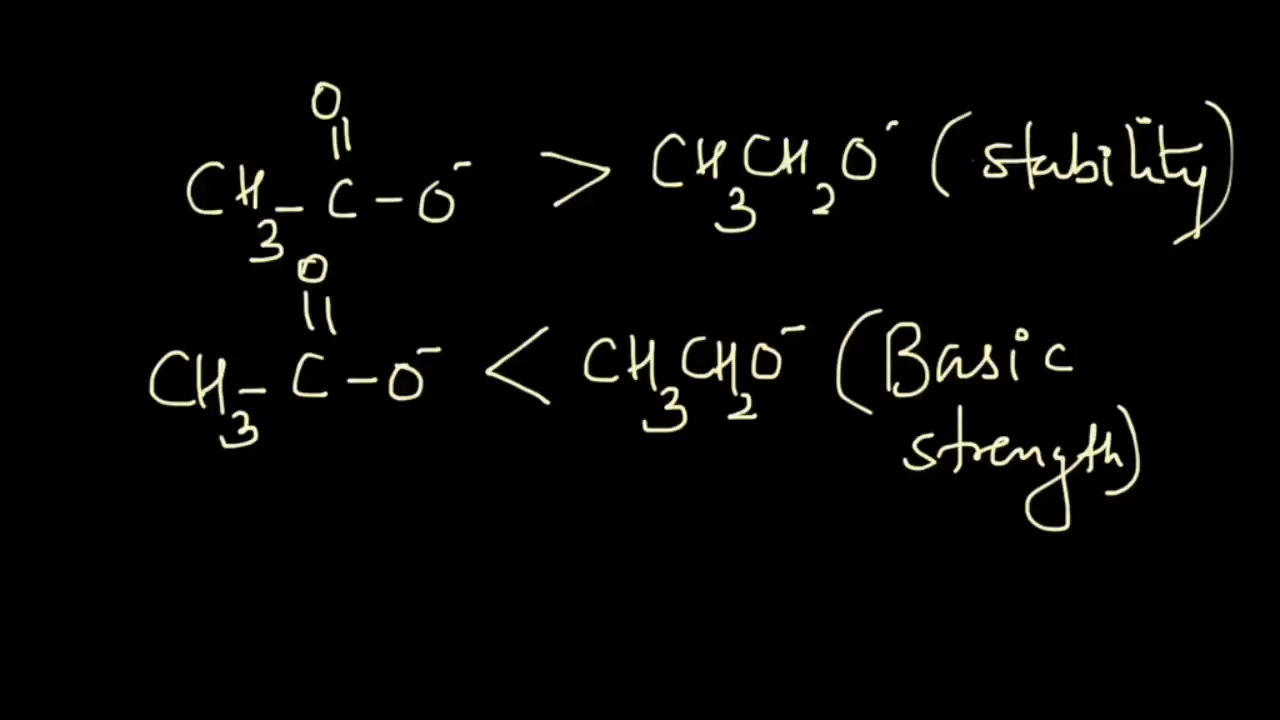 O
||
CH₃ – C – O⁻ > CH₃CH₂O⁻ (stability)
O
||
CH₃ – C – O⁻ < CH₃CH₂O⁻ (Basic
strength)